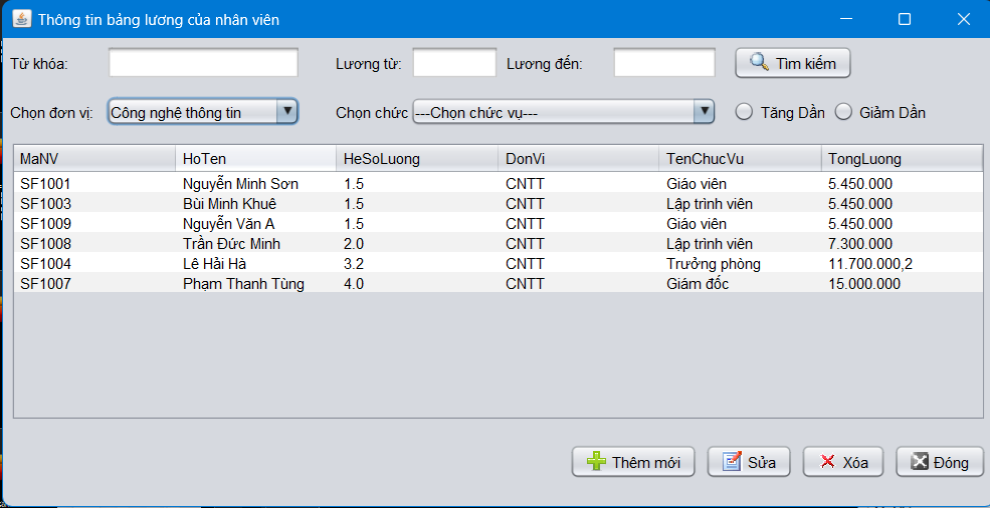 Thông tin bảng lương của nhân viên
Từ khóa: Lương từ: Lương đến: Tìm kiếm
Chọn đơn vị: Công nghệ thông tin Chọn chức ---Chọn chức vụ--- Tăng Dần Giảm Dần
MaNV HoTen HeSoLuong DonVi TenChucVu TongLuong
SF1001 Nguyễn Minh Sơn 1.5 CNTT Giáo viên 5.450.000
SF1003 Bùi Minh Khuê 1.5 CNTT Lập trình viên 5.450.000
SF1009 Nguyễn Văn A 1.5 CNTT Giáo viên 5.450.000
SF1008 Trần Đức Minh 2.0 CNTT Lập trình viên 7.300.000
SF1004 Lê Hải Hà 3.2 CNTT Trưởng phòng 11.700.000,2
SF1007 Phạm Thanh Tùng 4.0 CNTT Giám đốc 15.000.000
Thêm mới Sửa Xóa Đóng